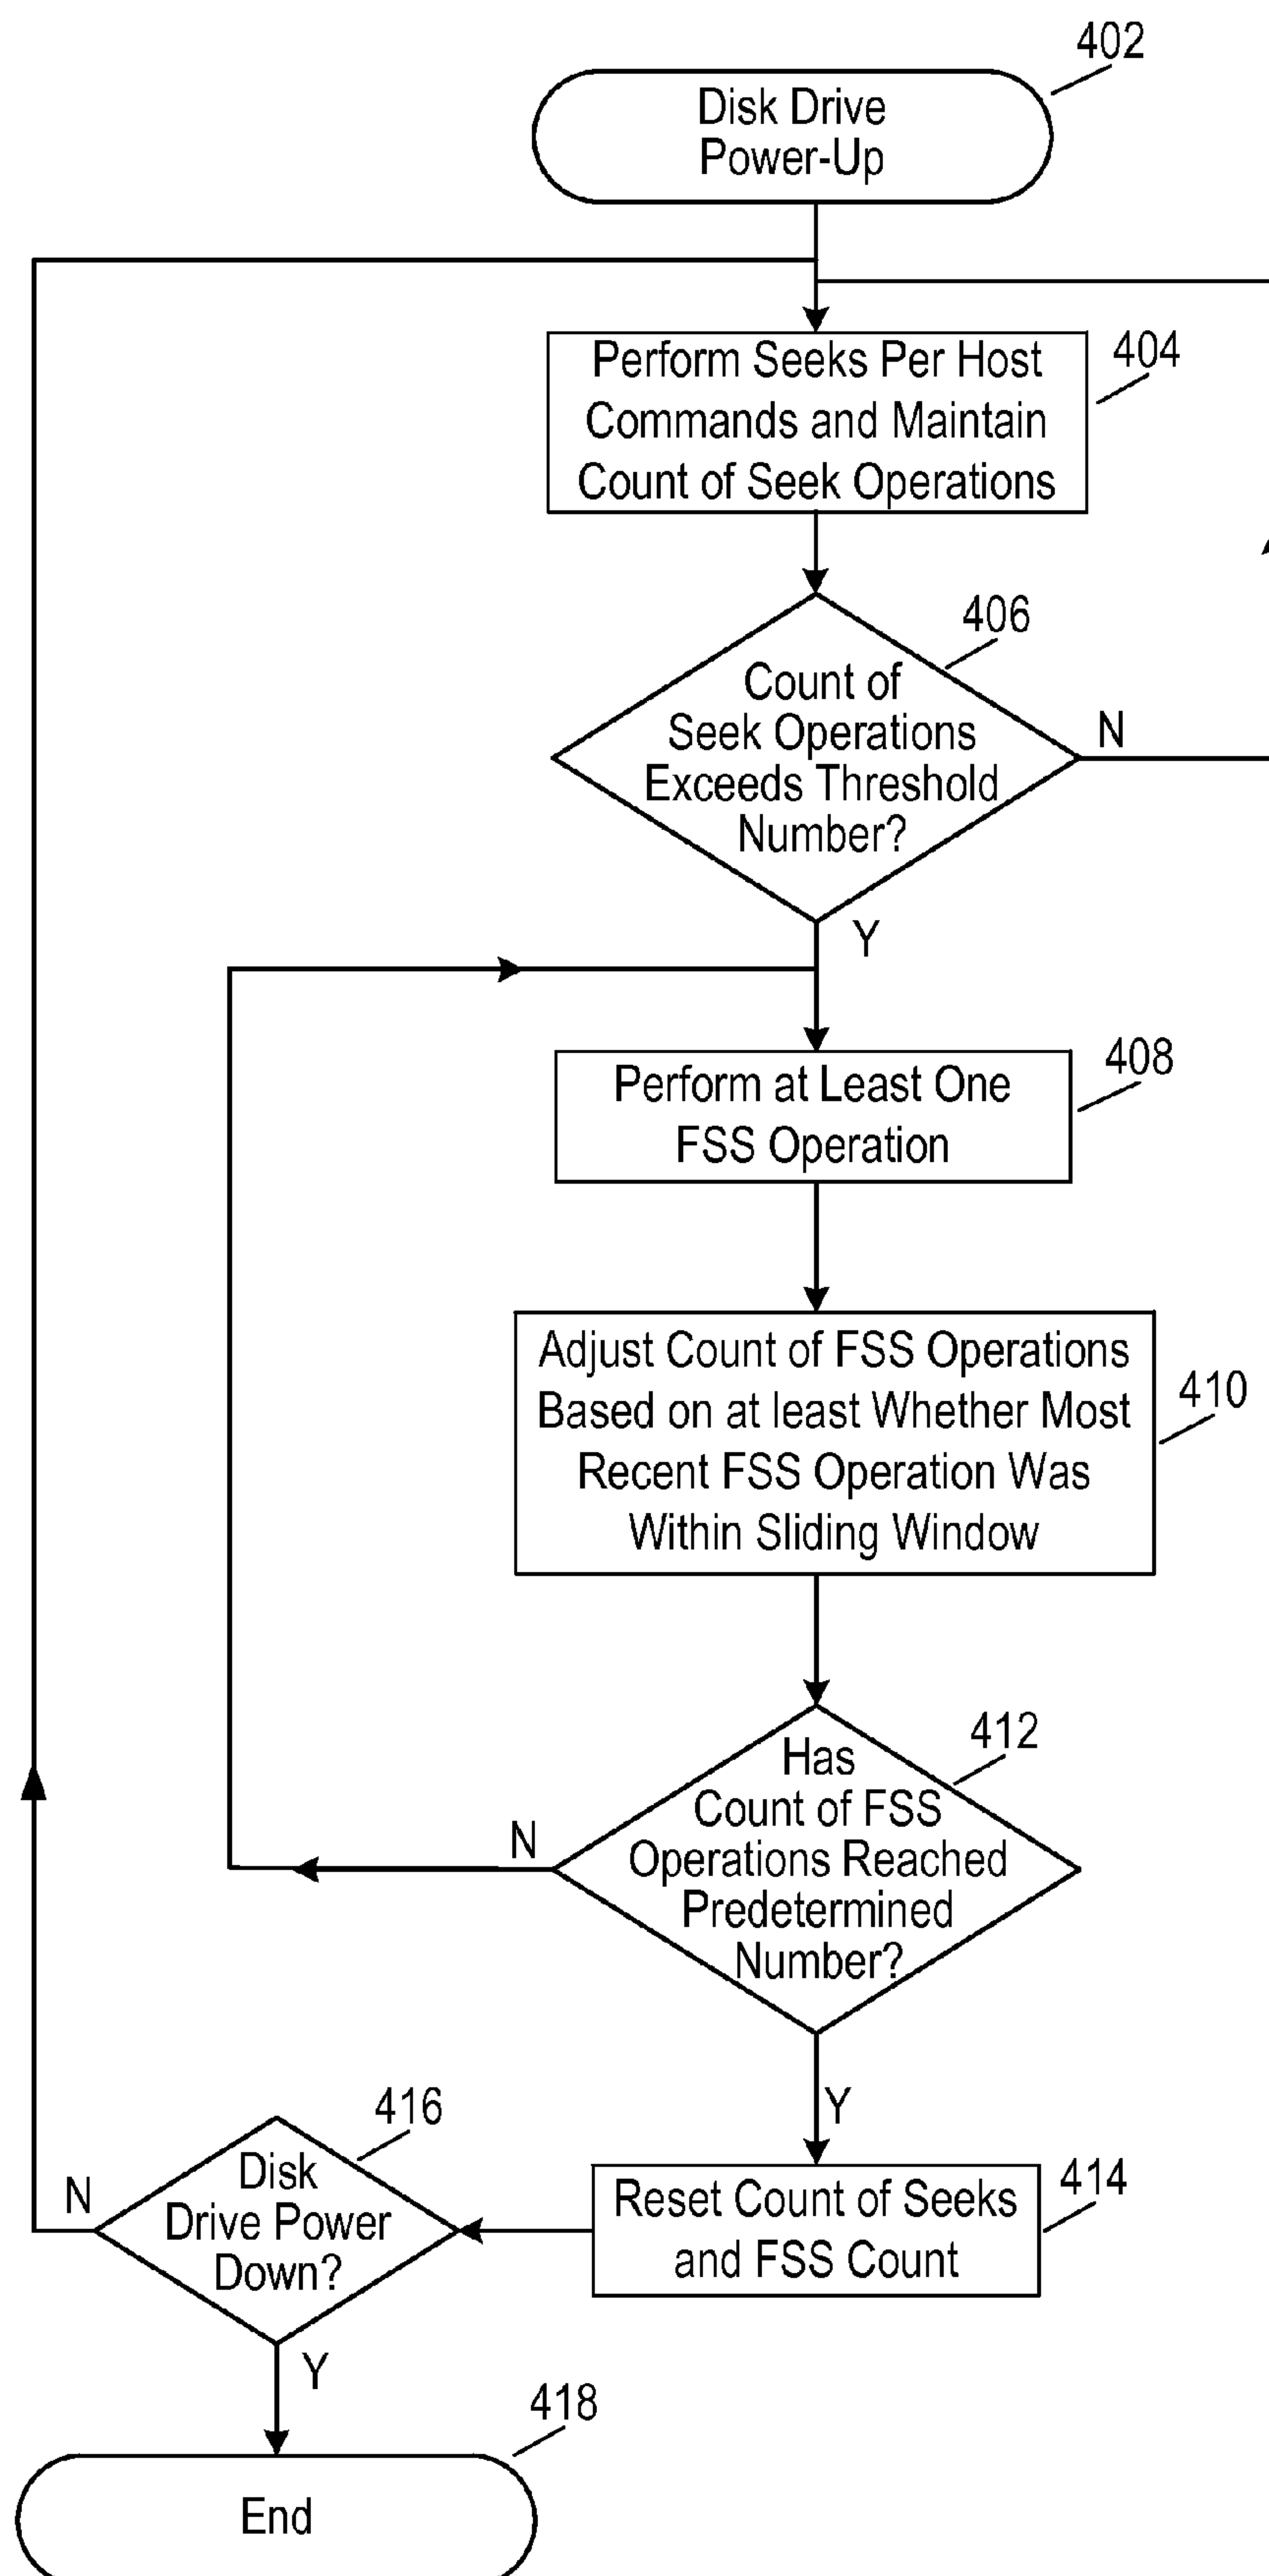 402
Disk Drive
Power-Up
Perform Seeks Per Host
Commands and Maintain
Count of Seek Operations
404
406
Count of
Seek Operations
Exceeds Threshold
Number?
N
Y
Perform at Least One
FSS Operation
408
Adjust Count of FSS Operations
Based on at least Whether Most
Recent FSS Operation Was
Within Sliding Window
410
412
Has
Count of FSS
Operations Reached
Predetermined
Number?
N
Y
Reset Count of Seeks
and FSS Count
414
416
Disk
Drive Power
Down?
N
Y
418
End